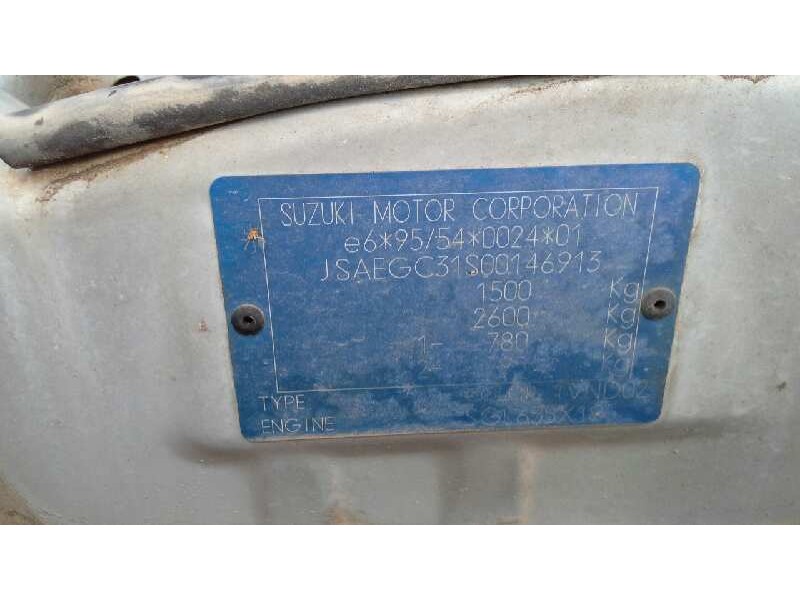 SUZUKI MOTOR CORPORATION
e6*95/54*0024*01
JSAEGC31S00146913
1500 Kg
2600 Kg
1- 780 Kg
Kg
TYPE
ENGINE